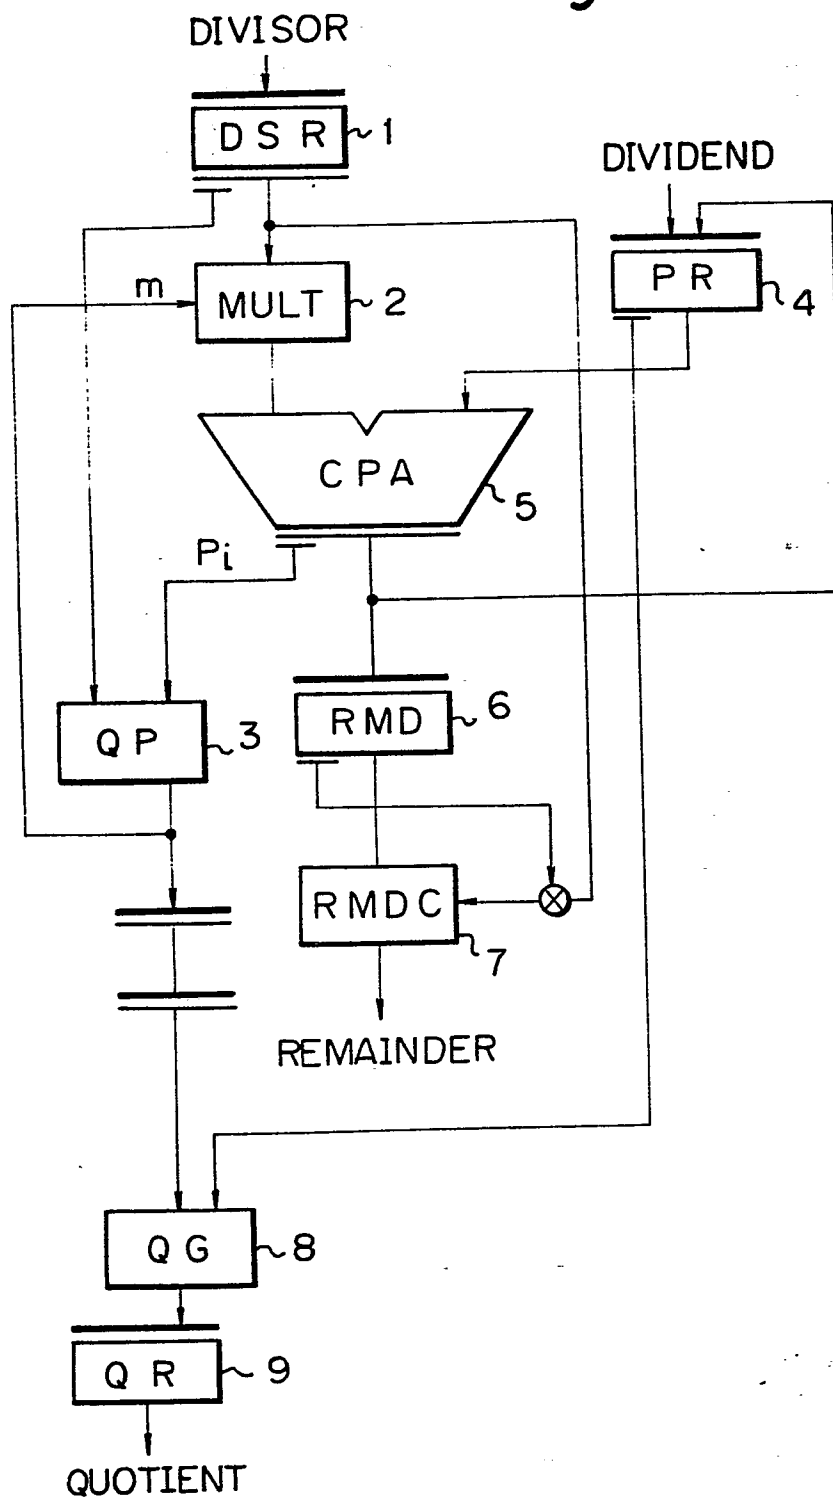 DIVISOR
DSR 1
DIVIDEND
PR 4
m
MULT 2
CPA 5
Pi
QP 3
RMD 6
RMDC 7
REMAINDER
QG 8
QR 9
QUOTIENT